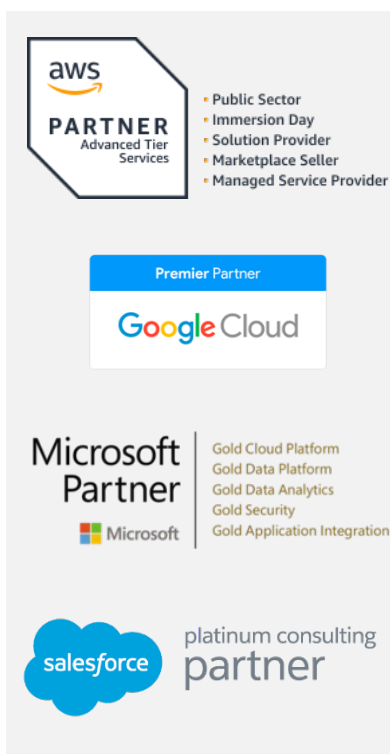 aws
PARTNER
Advanced Tier
Services
Public Sector
Immersion Day
Solution Provider
Marketplace Seller
Managed Service Provider
Premier Partner
Google Cloud
Microsoft
Partner
Microsoft
Gold Cloud Platform
Gold Data Platform
Gold Data Analytics
Gold Security
Gold Application Integration
salesforce
platinum consulting
partner